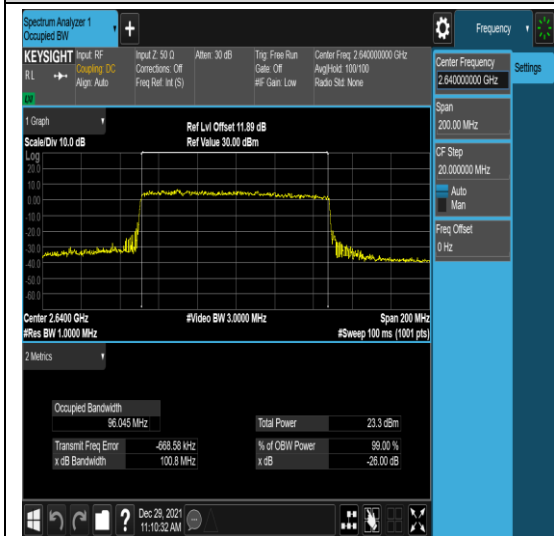 Spectrum Analyzer 1
Occupied BW
Frequency
KEYSIGHT
RL
Input: RF
Coupling: DC
Align: Auto
Input Z: 50 Ω
Corrections: Off
Freq Ref: Int (S)
Atten: 30 dB
Trig: Free Run
Gate: Off
#IF Gain: Low
Center Freq: 2.640000000 GHz
Avg|Hold: 100/100
Radio Std: None
Center Frequency
2.640000000 GHz
Settings
Span
200.00 MHz
CF Step
20.000000 MHz
Auto
Man
Freq Offset
0 Hz
1 Graph
Scale/Div 10.0 dB
Ref Lvl Offset 11.89 dB
Ref Value 30.00 dBm
Log
20.0
10.0
0.00
-10.0
-20.0
-30.0
-40.0
-50.0
-60.0
Center 2.6400 GHz
#Video BW 3.0000 MHz
Span 200 MHz
#Res BW 1.0000 MHz
#Sweep 100 ms (1001 pts)
2 Metrics
Occupied Bandwidth
96.045 MHz
Total Power
23.3 dBm
Transmit Freq Error
-668.58 kHz
% of OBW Power
99.00 %
x dB Bandwidth
100.8 MHz
x dB
-26.00 dB
?
Dec 29, 2021
11:10:32 AM